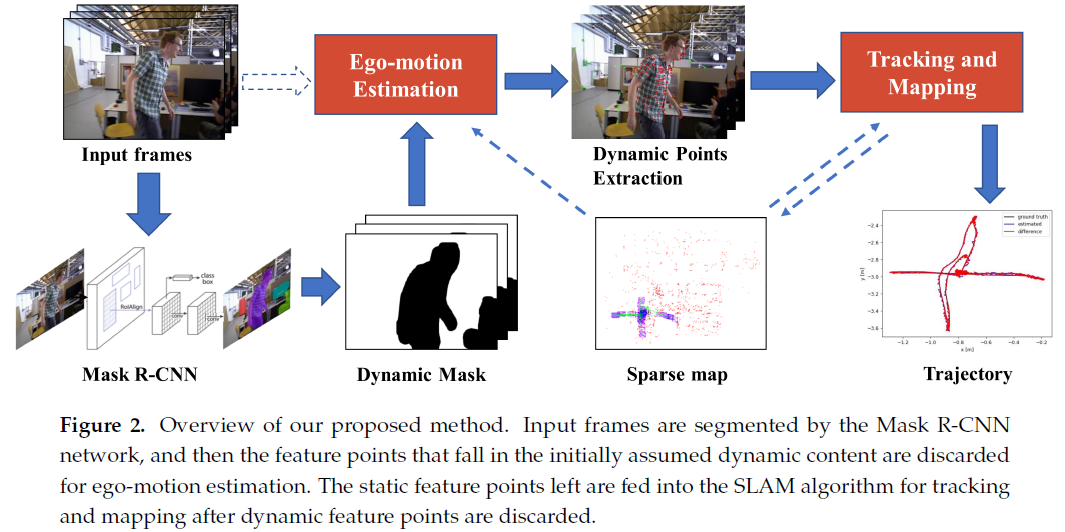 Ego-motion
Estimation
Tracking and
Mapping
Input frames
Dynamic Points
Extraction
class
box
RoIAlign
conv
conv
ground truth
estimated
difference
−2.4
−2.6
−2.8
−3.0
−3.2
−3.4
−3.6
y [m]
−1.2 −1.0 −0.8 −0.6 −0.4 −0.2
x [m]
Mask R-CNN
Dynamic Mask
Sparse map
Trajectory
Figure 2. Overview of our proposed method. Input frames are segmented by the Mask R-CNN
network, and then the feature points that fall in the initially assumed dynamic content are discarded
for ego-motion estimation. The static feature points left are fed into the SLAM algorithm for tracking
and mapping after dynamic feature points are discarded.